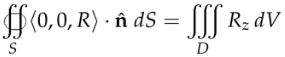 ∯_S ⟨0, 0, R⟩ · n̂ dS = ∭_D R_z dV